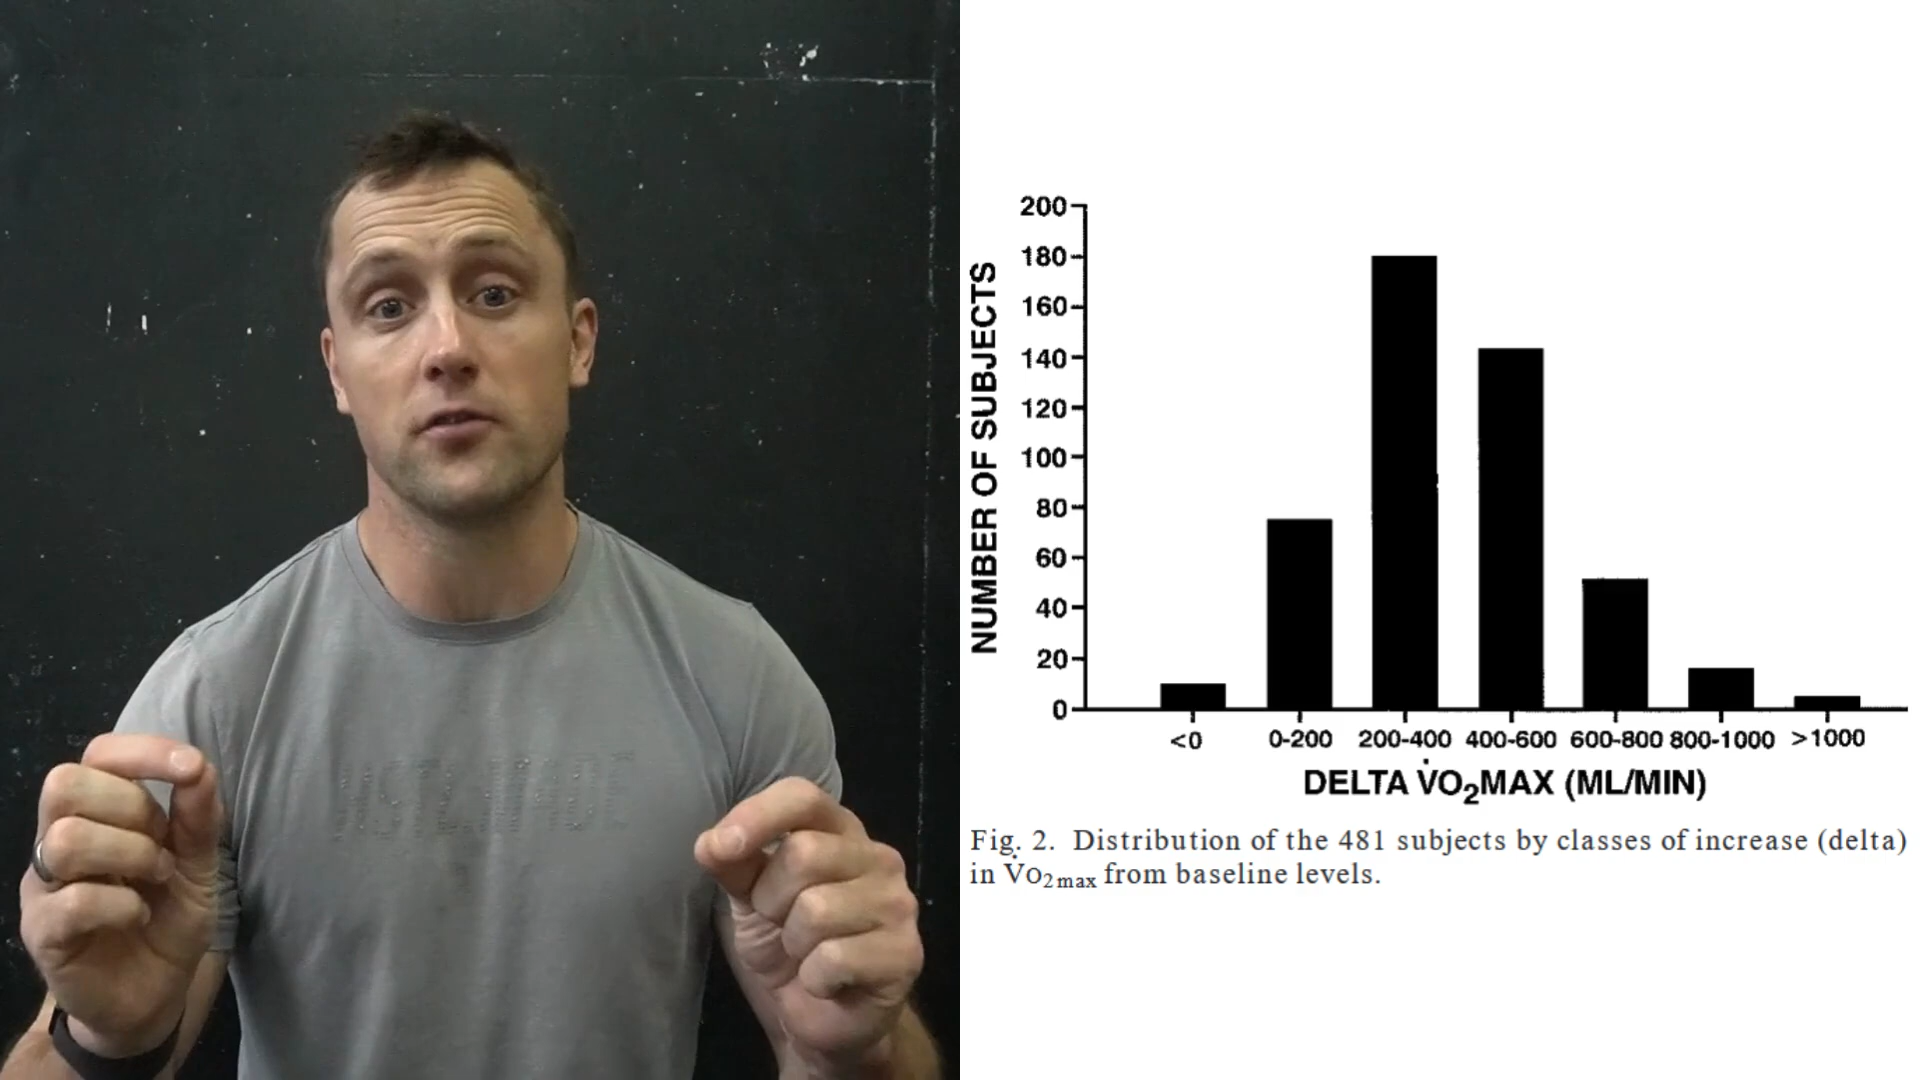 200
180
160
140
120
100
80
60
40
20
0
NUMBER OF SUBJECTS
<0 0-200 200-400 400-600 600-800 800-1000 >1000
DELTA V̇O2MAX (ML/MIN)
Fig. 2. Distribution of the 481 subjects by classes of increase (delta)
in V̇O2max from baseline levels.